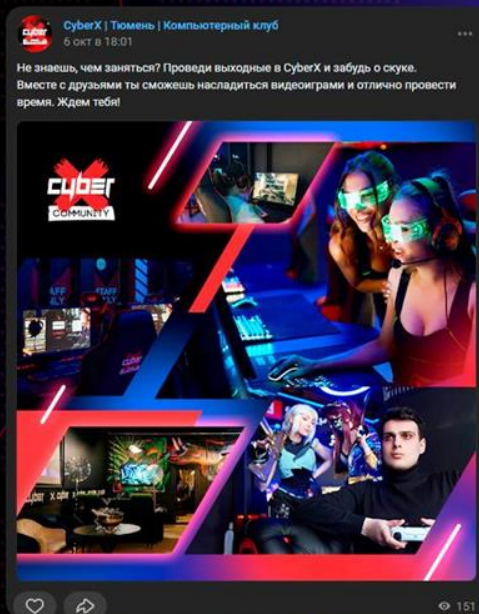 CyberX | Тюмень | Компьютерный клуб
6 окт в 18:01
Не знаешь, чем заняться? Проведи выходные в CyberX и забудь о скуке.
Вместе с друзьями ты сможешь насладиться видеоиграми и отлично провести
время. Ждем тебя!
CYBER
X
COMMUNITY
151